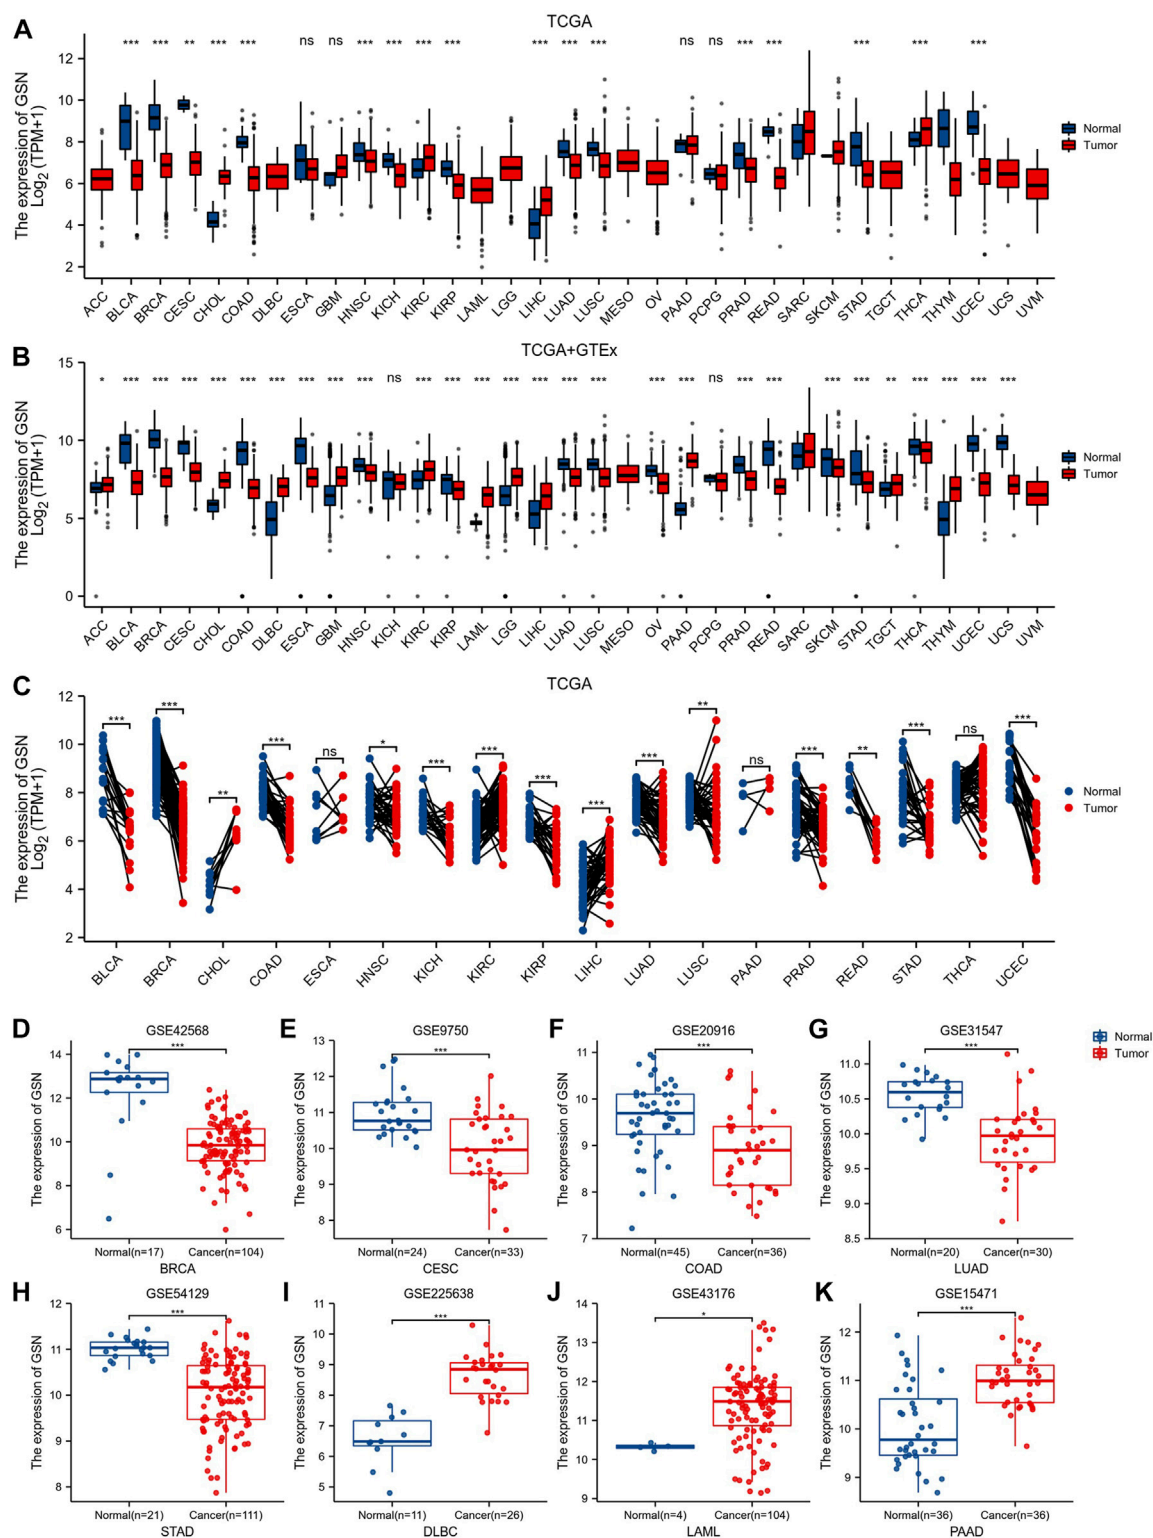 A
TCGA
The expression of GSN
Log2 (TPM+1)
12
10
8
6
4
2
*** *** ** *** *** ns ns *** *** *** *** *** *** *** ns ns *** *** *** *** ***
Normal
Tumor
ACC BLCA BRCA CESC CHOL COAD DLBC ESCA GBM HNSC KICH KIRC KIRP LAML LGG LIHC LUAD LUSC MESO OV PAAD PCPG PRAD READ SARC SKCM STAD TGCT THCA THYM UCEC UCS UVM
B
TCGA+GTEx
The expression of GSN
Log2 (TPM+1)
15
10
5
0
* *** *** *** *** *** *** *** *** *** ns *** *** *** *** *** *** *** *** *** ns *** *** *** *** ** *** *** *** ***
Normal
Tumor
ACC BLCA BRCA CESC CHOL COAD DLBC ESCA GBM HNSC KICH KIRC KIRP LAML LGG LIHC LUAD LUSC MESO OV PAAD PCPG PRAD READ SARC SKCM STAD TGCT THCA THYM UCEC UCS UVM
C
TCGA
The expression of GSN
Log2 (TPM+1)
12
10
8
6
4
2
*** *** ** *** ns * *** *** *** *** *** ** ns *** ** *** ns ***
Normal
Tumor
BLCA BRCA CHOL COAD ESCA HNSC KICH KIRC KIRP LIHC LUAD LUSC PAAD PRAD READ STAD THCA UCEC
D
GSE42568
***
The expression of GSN
14
12
10
8
6
Normal(n=17) Cancer(n=104)
BRCA
E
GSE9750
***
The expression of GSN
13
12
11
10
9
8
Normal(n=24) Cancer(n=33)
CESC
F
GSE20916
***
The expression of GSN
11
10
9
8
7
Normal(n=45) Cancer(n=36)
COAD
G
GSE31547
***
The expression of GSN
11.0
10.5
10.0
9.5
9.0
8.5
Normal(n=20) Cancer(n=30)
LUAD
Normal
Tumor
H
GSE54129
***
The expression of GSN
12
11
10
9
8
Normal(n=21) Cancer(n=111)
STAD
I
GSE225638
***
The expression of GSN
11
10
9
8
7
6
5
Normal(n=11) Cancer(n=26)
DLBC
J
GSE43176
*
The expression of GSN
14
13
12
11
10
9
Normal(n=4) Cancer(n=104)
LAML
K
GSE15471
***
The expression of GSN
12
11
10
9
Normal(n=36) Cancer(n=36)
PAAD